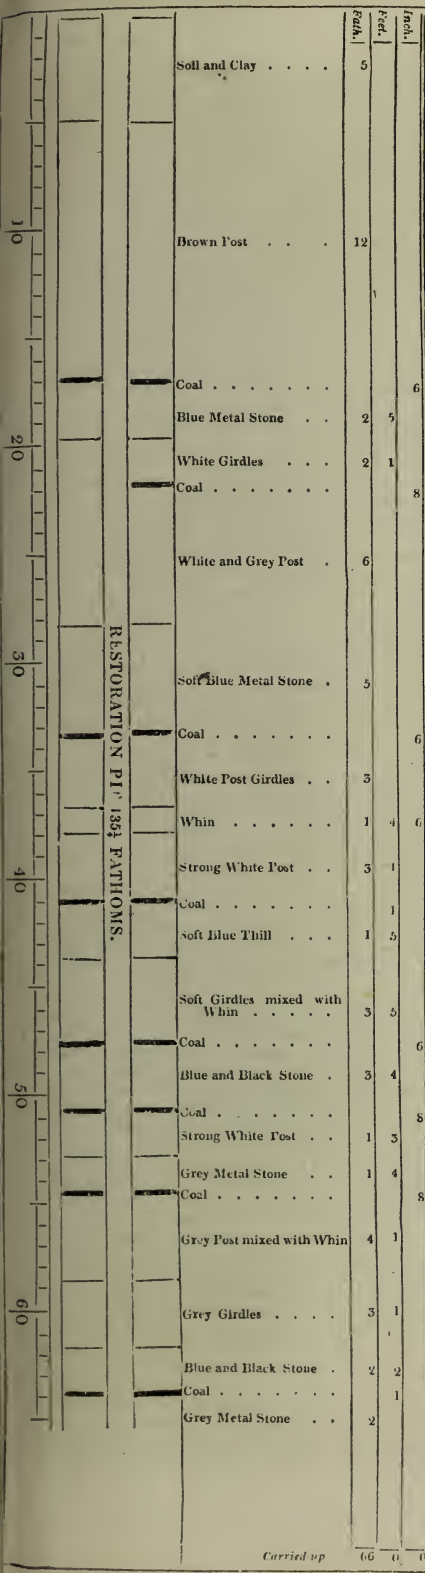 Fath. Feet. Inch.
Soil and Clay . . . . 5
10
Brown Post . . . 12
Coal . . . . . . . 6
Blue Metal Stone . . 2 5
20
White Girdles . . . 2 1
Coal . . . . . . . 8
White and Grey Post . 6
30
Soft Blue Metal Stone . 5
Coal . . . . . . . 6
White Post Girdles . . 3
Whin . . . . . . 1 4 6
Strong White Post . . 3 1
40
Coal . . . . . . 1
Soft Blue Thill . . . 1 5
Soft Girdles mixed with
Whin . . . . . 3 5
Coal . . . . . . . 6
Blue and Black Stone . 3 4
50
Coal . . . . . . . 8
Strong White Post . . 1 3
Grey Metal Stone . . 1 4
Coal . . . . . . . 8
Grey Post mixed with Whin 4 1
60
Grey Girdles . . . . 3 1
Blue and Black Stone . 2 2
Coal . . . . . . . 1
Grey Metal Stone . . 2
Carried up 66 0 0
RESTORATION PIT 135½ FATHOMS.